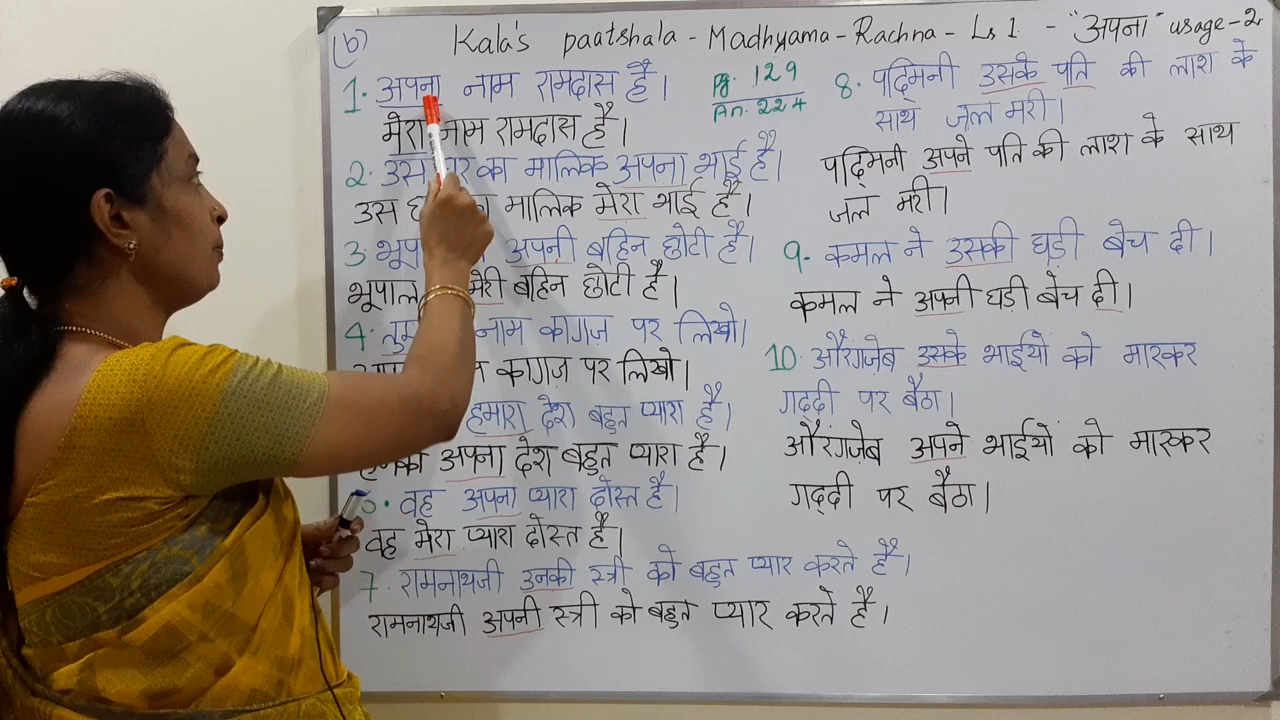 (b) Kala's paatshala - Madhyama - Rachna - Ls 1. - "अपना" usage - 2
1. अपना नाम रामदास है।
मेरा नाम रामदास है।
2. उस का मालिक अपना भाई है।
उस मालिक मेरा भाई है।
3. अपनी बहिन छोटी है।
भूपाल मेरी बहिन छोटी है।
4. नाम कागज़ पर लिखो।
कागज़ पर लिखो।
हमारा देश बहुत प्यारा है।
अपना देश बहुत प्यारा है।
6. वह अपना प्यारा दोस्त है।
वह मेरा प्यारा दोस्त है।
7. रामनाथजी उनकी स्त्री को बहुत प्यार करते है।
रामनाथजी अपनी स्त्री को बहुत प्यार करते है।
Pg. 129
An. 224
8. पद्मिनी उसके पति की लाश के
साथ जल मरी।
पद्मिनी अपने पति की लाश के साथ
जल मरी।
9. कमल ने उसकी घड़ी बेच दी।
कमल ने अपनी घड़ी बेच दी।
10. औरंगजेब उसके भाईयों को मारकर
गद्दी पर बैठा।
औरंगज़ेब अपने भाईयों को मारकर
गद्दी पर बैठा।